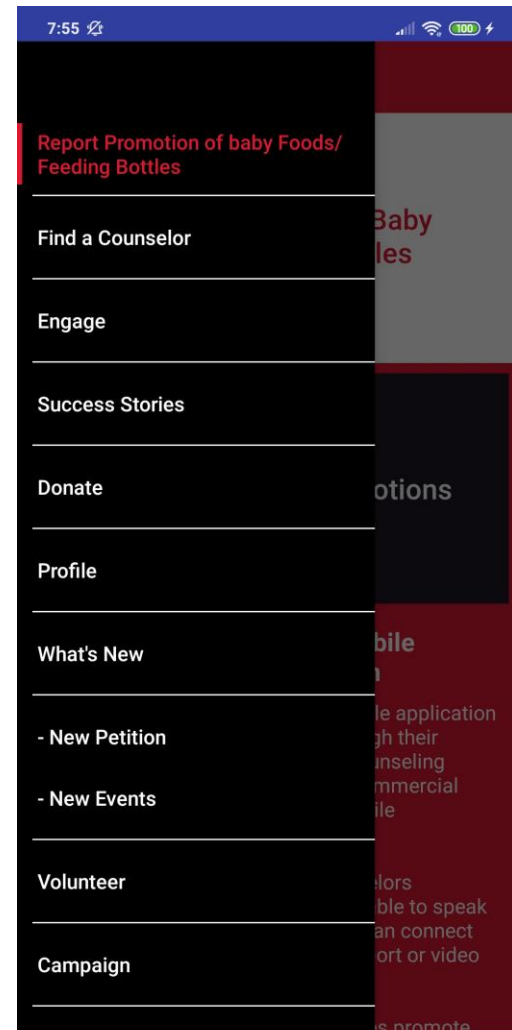 7:55
100
Report Promotion of baby Foods/
Feeding Bottles
Baby
les
Find a Counselor
Engage
Success Stories
Donate
otions
Profile
What's New
bile
- New Petition
le application
gh their
unseling
mmercial
ile
- New Events
Volunteer
elors
ble to speak
an connect
ort or video
Campaign
s promote